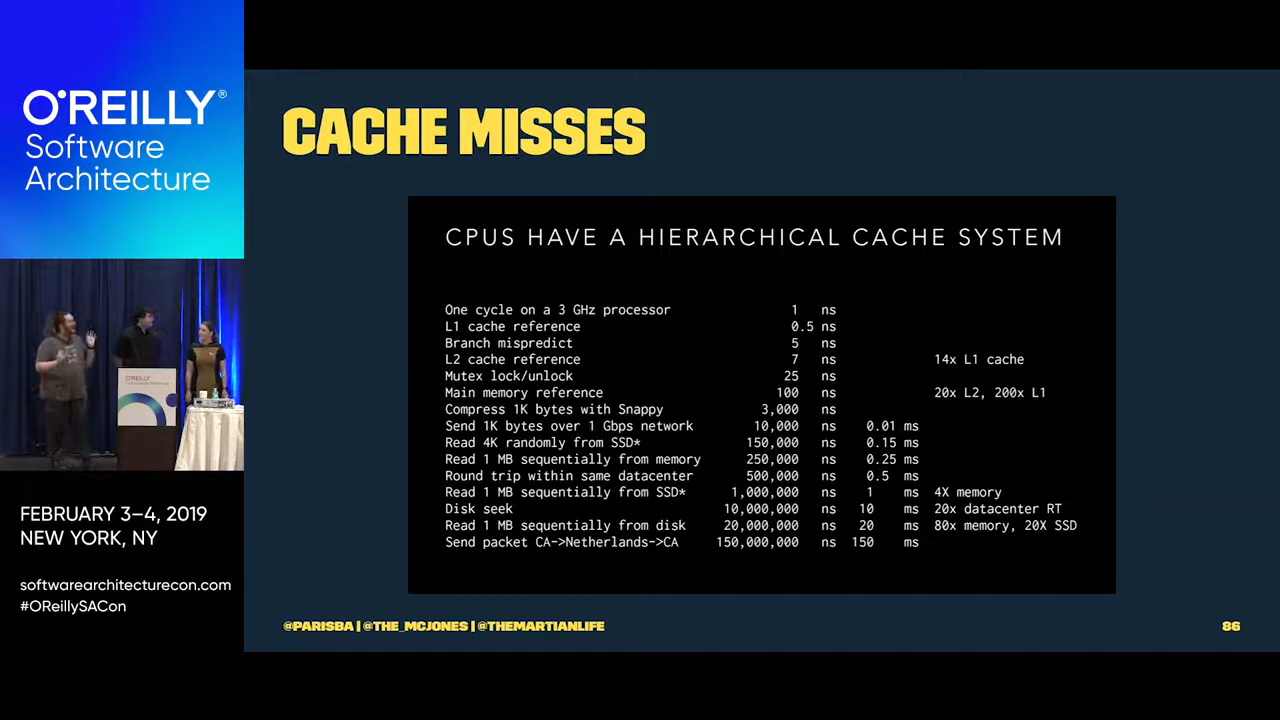 O'REILLY®
Software
Architecture
FEBRUARY 3–4, 2019
NEW YORK, NY
softwarearchitecturecon.com
#OReillySACon
CACHE MISSES
CPUS HAVE A HIERARCHICAL CACHE SYSTEM
One cycle on a 3 GHz processor 1 ns
L1 cache reference 0.5 ns
Branch mispredict 5 ns
L2 cache reference 7 ns 14x L1 cache
Mutex lock/unlock 25 ns
Main memory reference 100 ns 20x L2, 200x L1
Compress 1K bytes with Snappy 3,000 ns
Send 1K bytes over 1 Gbps network 10,000 ns 0.01 ms
Read 4K randomly from SSD* 150,000 ns 0.15 ms
Read 1 MB sequentially from memory 250,000 ns 0.25 ms
Round trip within same datacenter 500,000 ns 0.5 ms
Read 1 MB sequentially from SSD* 1,000,000 ns 1 ms 4X memory
Disk seek 10,000,000 ns 10 ms 20x datacenter RT
Read 1 MB sequentially from disk 20,000,000 ns 20 ms 80x memory, 20X SSD
Send packet CA->Netherlands->CA 150,000,000 ns 150 ms
@PARISBA | @THE_MCJONES | @THEMARTIANLIFE
86
O'REILLY